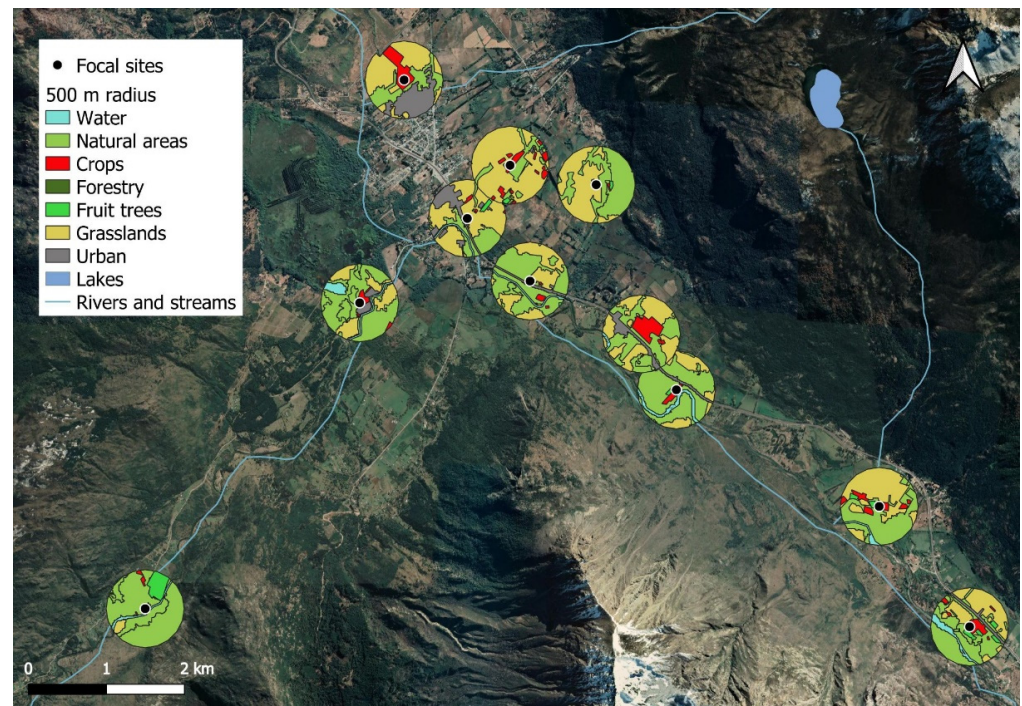 Focal sites
500 m radius
Water
Natural areas
Crops
Forestry
Fruit trees
Grasslands
Urban
Lakes
Rivers and streams
0 1 2 km